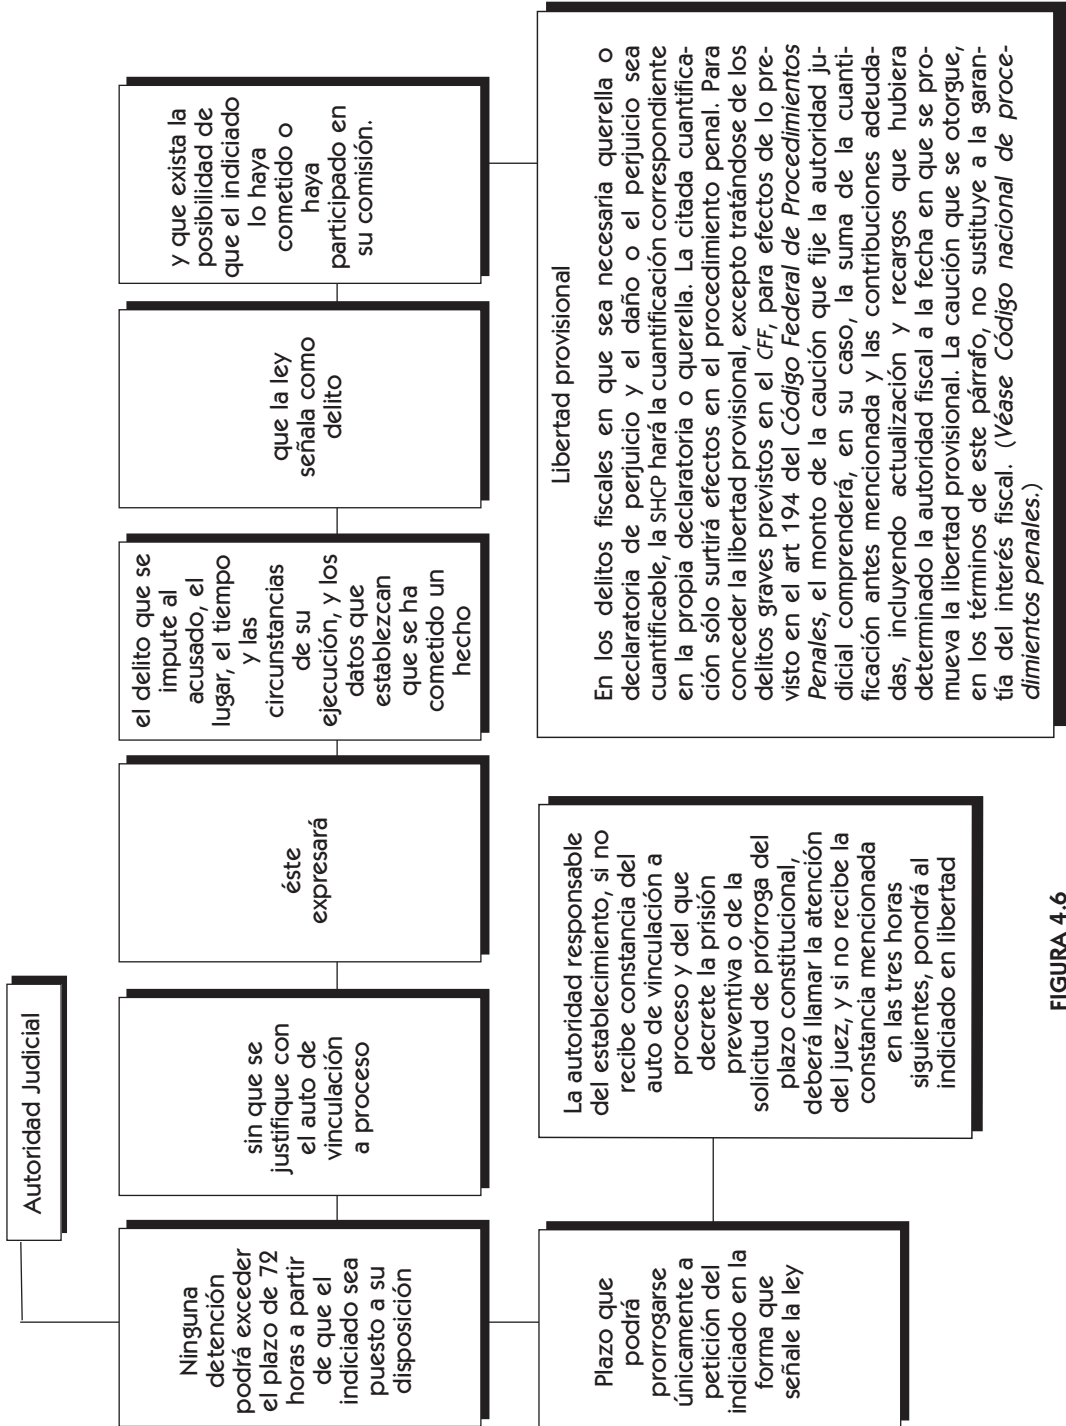 Autoridad Judicial
Ninguna
detención
podrá exceder
el plazo de 72
horas a partir
de que el
indiciado sea
puesto a su
disposición
sin que se
justifique con
el auto de
vinculación
a proceso
éste
expresará
el delito que se
impute al
acusado, el
lugar, el tiempo
y las
circunstancias
de su
ejecución, y los
datos que
establezcan
que se ha
cometido un
hecho
que la ley
señala como
delito
y que exista la
posibilidad de
que el indiciado
lo haya
cometido o
haya
participado en
su comisión.
Plazo que
podrá
prorrogarse
únicamente a
petición del
indiciado en la
forma que
señale la ley
La autoridad responsable
del establecimiento, si no
recibe constancia del
auto de vinculación a
proceso y del que
decrete la prisión
preventiva o de la
solicitud de prórroga del
plazo constitucional,
deberá llamar la atención
del juez, y si no recibe la
constancia mencionada
en las tres horas
siguientes, pondrá al
indiciado en libertad
Libertad provisional
En los delitos fiscales en que sea necesaria querella o
declaratoria de perjuicio y el daño o el perjuicio sea
cuantificable, la SHCP hará la cuantificación correspondiente
en la propia declaratoria o querella. La citada cuantifica-
ción sólo surtirá efectos en el procedimiento penal. Para
conceder la libertad provisional, excepto tratándose de los
delitos graves previstos en el CFF, para efectos de lo pre-
visto en el art 194 del Código Federal de Procedimientos
Penales, el monto de la caución que fije la autoridad ju-
dicial comprenderá, en su caso, la suma de la cuanti-
ficación antes mencionada y las contribuciones adeuda-
das, incluyendo actualización y recargos que hubiera
determinado la autoridad fiscal a la fecha en que se pro-
mueva la libertad provisional. La caución que se otorgue,
en los términos de este párrafo, no sustituye a la garan-
tía del interés fiscal. (Véase Código nacional de proce-
dimientos penales.)
FIGURA 4.6